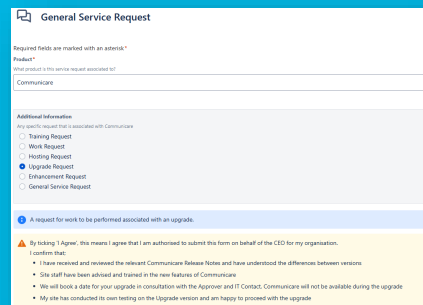 General Service Request
Required fields are marked with an asterisk*
Product*
What product is this service request associated to?
Communicare
Additional Information
Any specific request that is associated with Communicare
Training Request
Work Request
Hosting Request
Upgrade Request
Enhancement Request
General Service Request
A request for work to be performed associated with an upgrade.
By ticking 'I Agree', this means I agree that I am authorised to submit this form on behalf of the CEO for my organisation.
I confirm that:
• I have received and reviewed the relevant Communicare Release Notes and have understood the differences between versions
• Site staff have been advised and trained in the new features of Communicare
• We will book a date for your upgrade in consultation with the Approver and IT Contact. Communicare will not be available during the upgrade
• My site has conducted its own testing on the Upgrade version and am happy to proceed with the upgrade